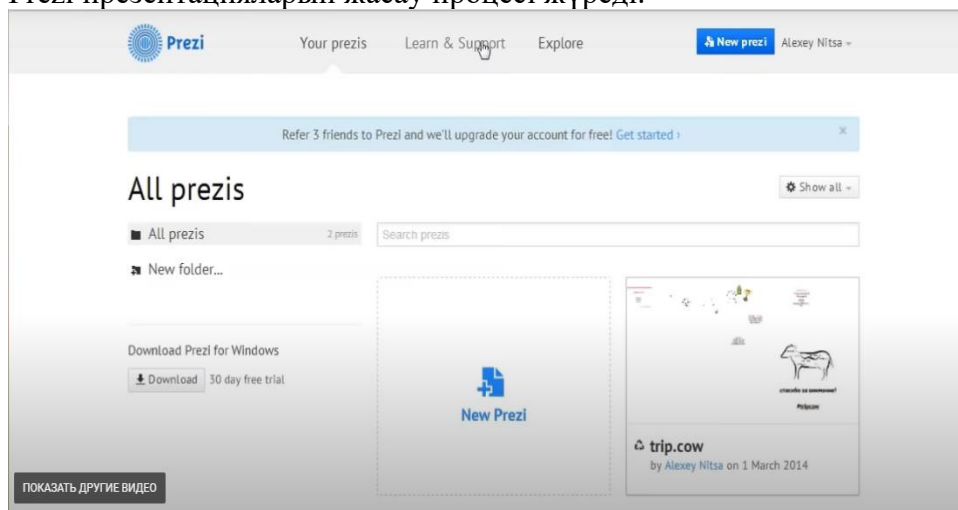 Prezi презентацияларын жасау процесі жүреді.
Prezi Your prezis Learn & Support Explore New prezi Alexey Nitsa
Refer 3 friends to Prezi and we'll upgrade your account for free! Get started ›
All prezis
Show all
All prezis 2 prezis
Search prezis
New folder...
Download Prezi for Windows
Download 30 day free trial
New Prezi
спасибо за внимание!
trip.cow
by Alexey Nitsa on 1 March 2014
ПОКАЗАТЬ ДРУГИЕ ВИДЕО